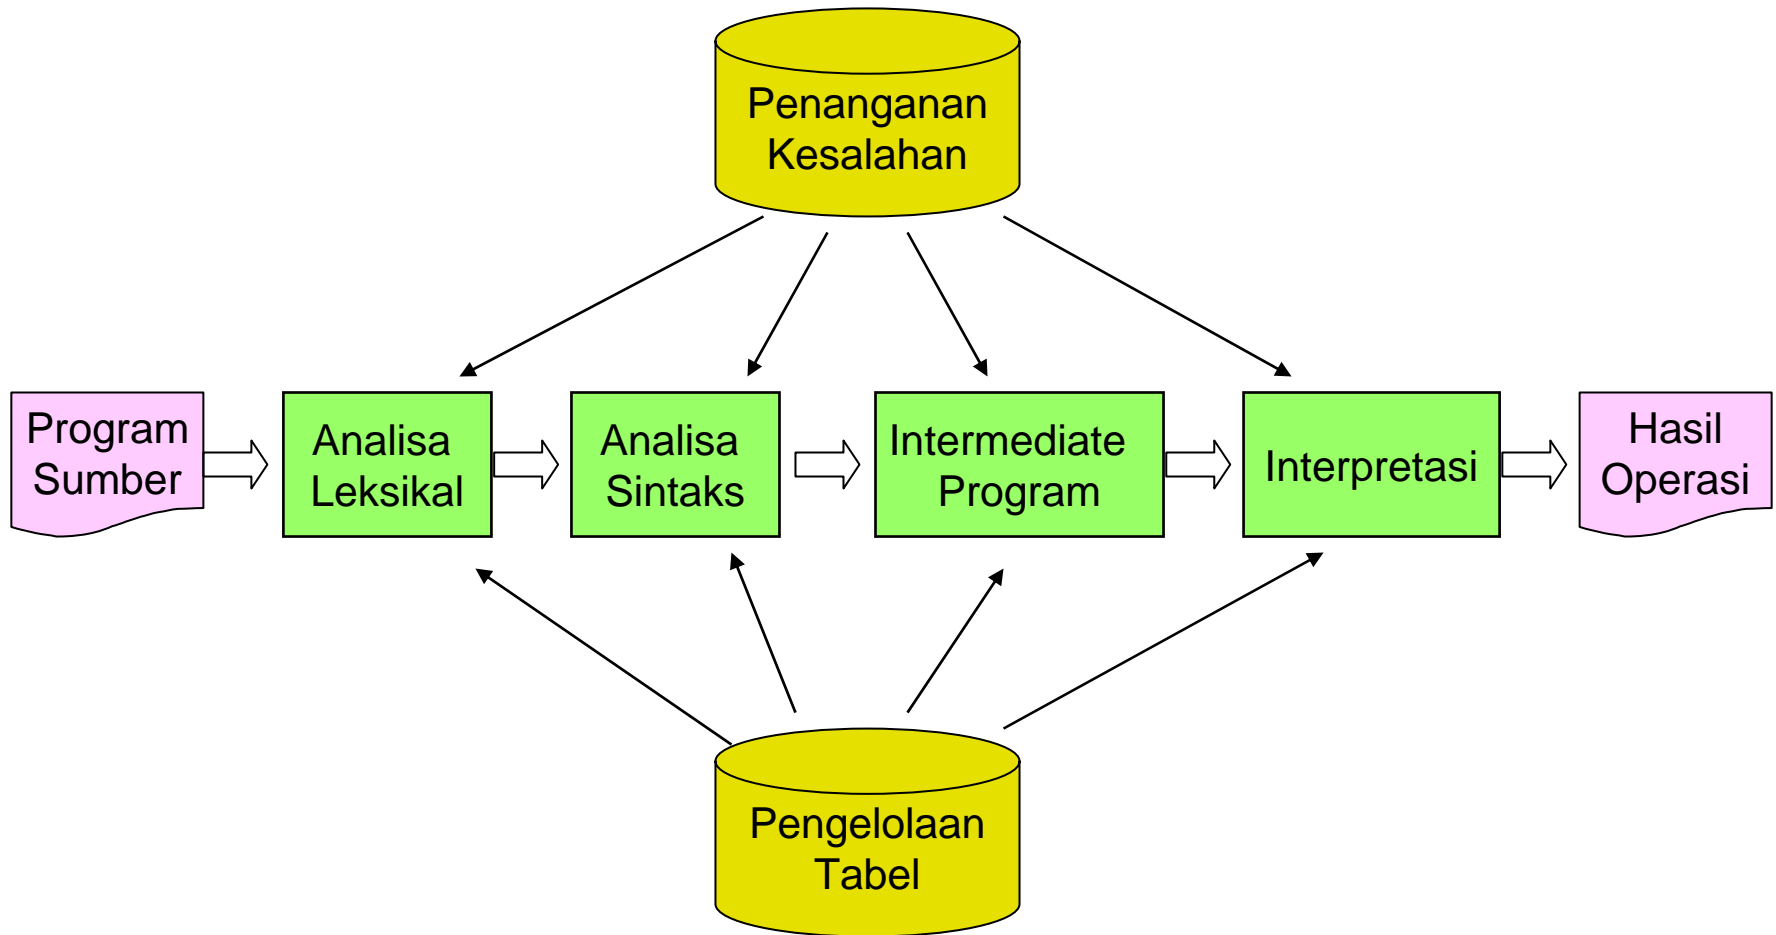 Penanganan
Kesalahan
Program
Sumber
Analisa
Leksikal
Analisa
Sintaks
Intermediate
Program
Interpretasi
Hasil
Operasi
Pengelolaan
Tabel